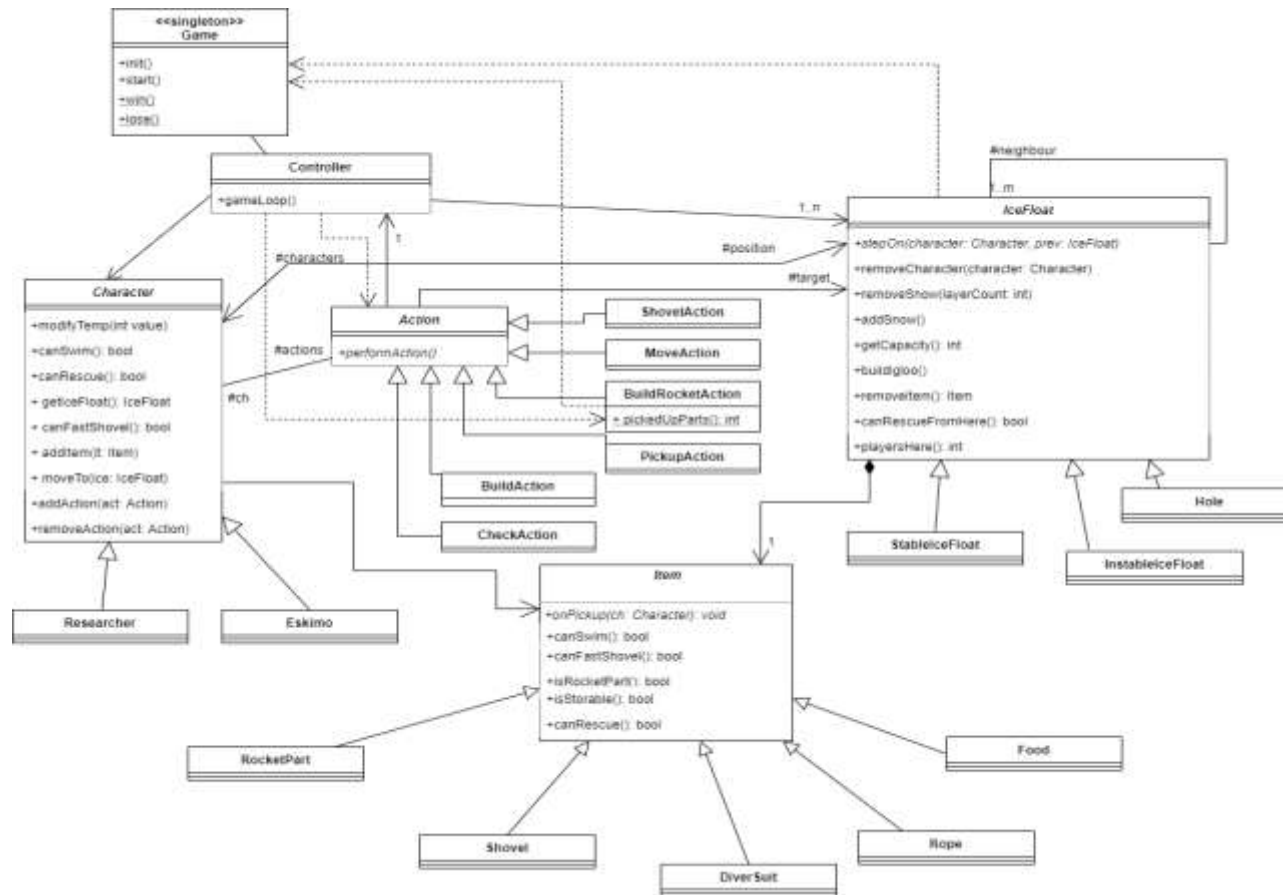 <<singleton>>
Game
+init()
+start()
+win()
+lose()
Controller
+gameLoop()
#neighbour
1..n
IceFloat
+stepOn(character: Character, prev: IceFloat)
+removeCharacter(character: Character)
+removeSnow(layerCount: int)
+addSnow()
+getCapacity(): int
+buildIgloo()
+removeItem(): Item
+canRescueFromHere(): bool
+playersHere(): int
1
#position
#characters
#target
Character
+modifyTemp(int value)
+canSwim(): bool
+canRescue(): bool
+ getIceFloat(): IceFloat
+ canFastShovel(): bool
+ addItem(it: Item)
+ moveTo(ice: IceFloat)
+addAction(act: Action)
+removeAction(act: Action)
#actions
#ch
Action
+performAction()
ShovelAction
MoveAction
BuildRocketAction
+ pickedUpParts(): int
PickupAction
BuildAction
CheckAction
Hole
StableIceFloat
InstableIceFloat
1
Item
+onPickup(ch: Character): void
+canSwim(): bool
+canFastShovel(): bool
+isRocketPart(): bool
+isStorable(): bool
+canRescue(): bool
Researcher
Eskimo
RocketPart
Food
Shovel
Rope
DiverSuit